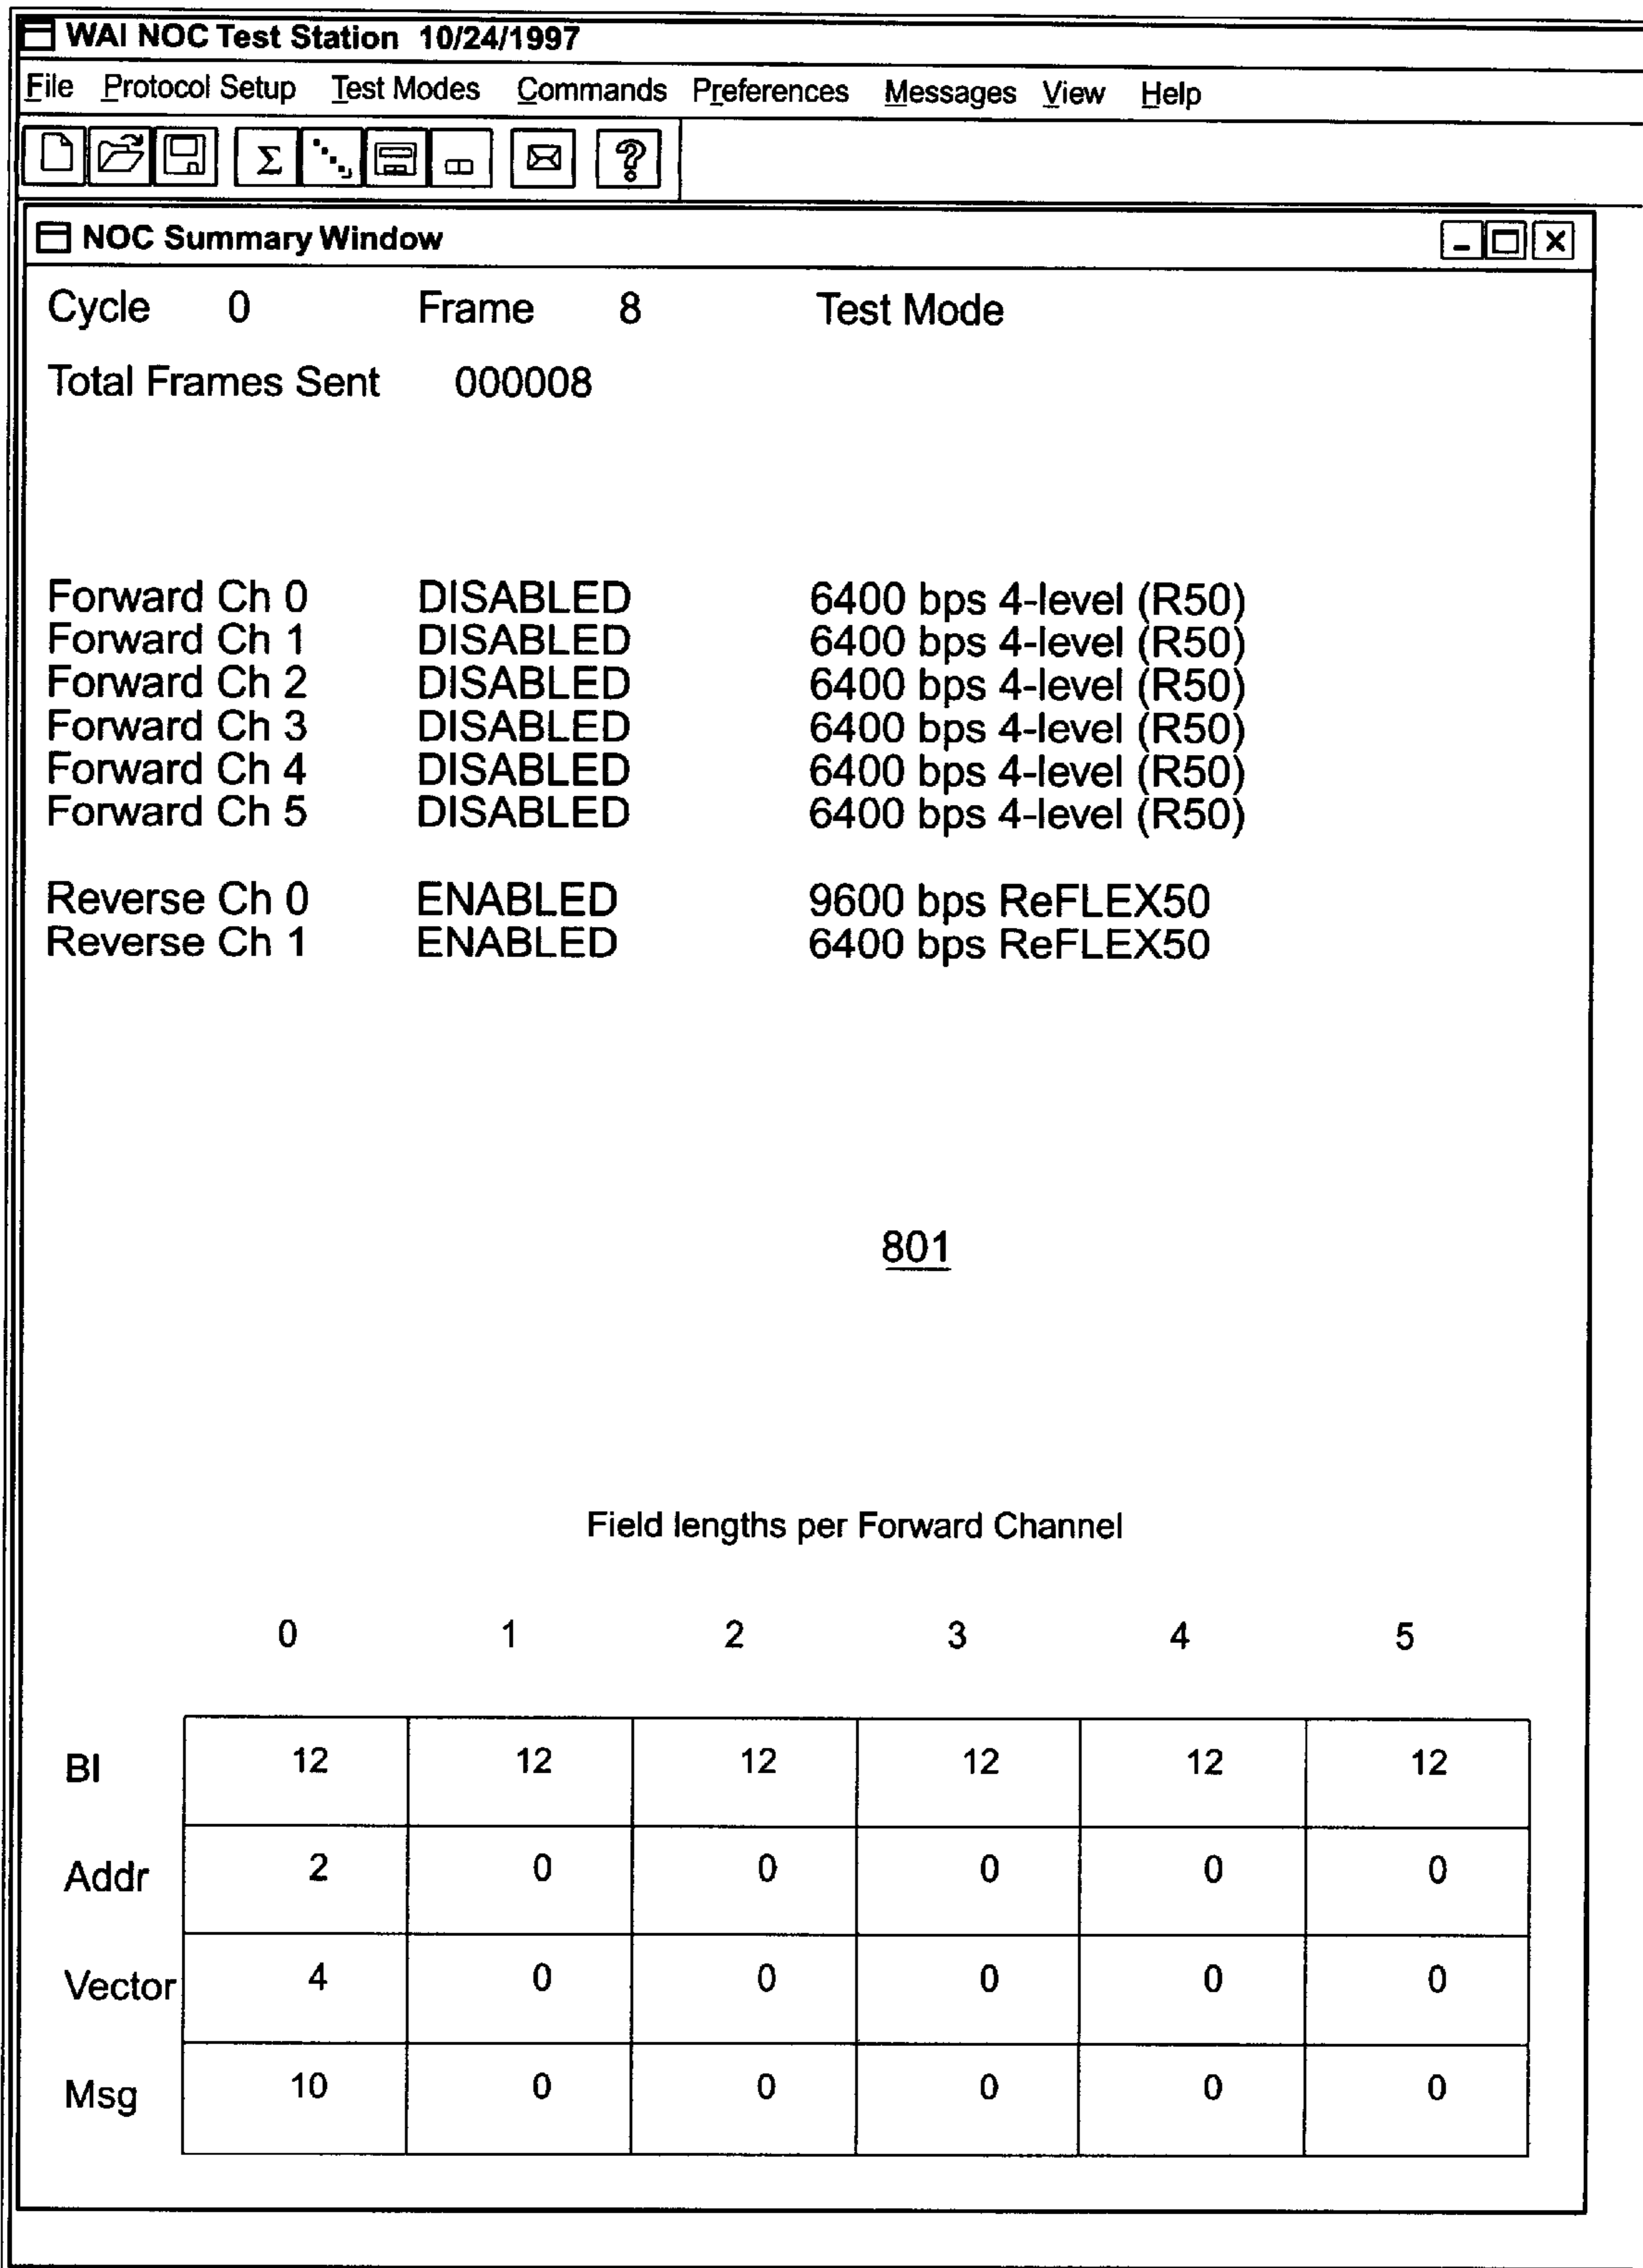 WAI NOC Test Station 10/24/1997
File Protocol Setup Test Modes Commands Preferences Messages View Help
Σ ?
NOC Summary Window
Cycle 0 Frame 8 Test Mode
Total Frames Sent 000008
Forward Ch 0 DISABLED 6400 bps 4-level (R50)
Forward Ch 1 DISABLED 6400 bps 4-level (R50)
Forward Ch 2 DISABLED 6400 bps 4-level (R50)
Forward Ch 3 DISABLED 6400 bps 4-level (R50)
Forward Ch 4 DISABLED 6400 bps 4-level (R50)
Forward Ch 5 DISABLED 6400 bps 4-level (R50)
Reverse Ch 0 ENABLED 9600 bps ReFLEX50
Reverse Ch 1 ENABLED 6400 bps ReFLEX50
801
Field lengths per Forward Channel
0 1 2 3 4 5
BI 12 12 12 12 12 12
Addr 2 0 0 0 0 0
Vector 4 0 0 0 0 0
Msg 10 0 0 0 0 0